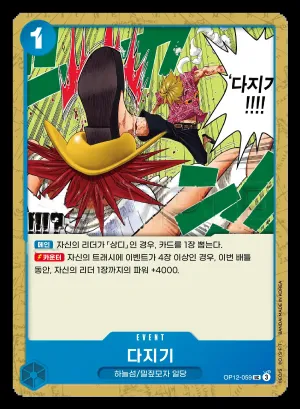 1
'다지기'
!!!!
!!!?
메인 자신의 리더가 「상디」인 경우, 카드를 1장 뽑는다.
카운터 자신의 트래시에 이벤트가 4장 이상인 경우, 이번 배틀
동안, 자신의 리더 1장까지의 파워 +4000.
EVENT
다지기
하늘섬/밀짚모자 일당
OP12-059 3